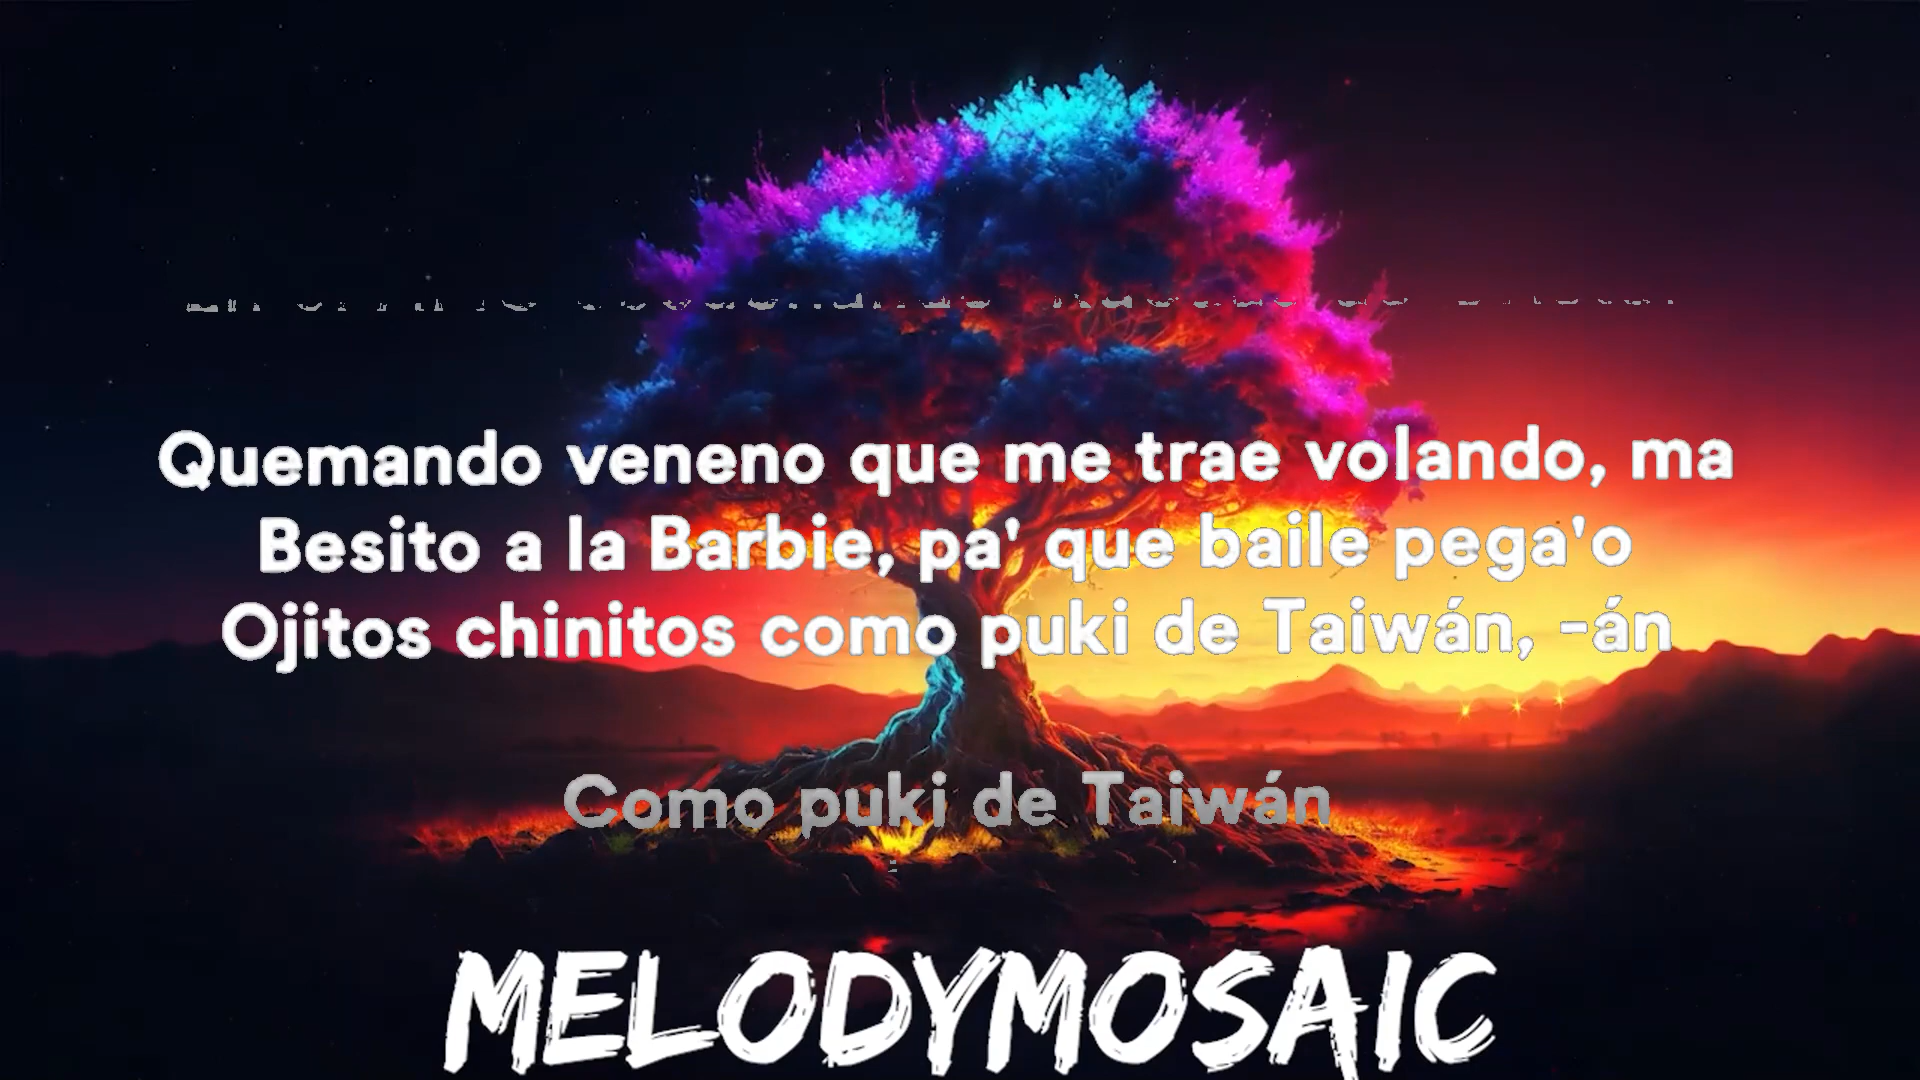 Quemando veneno que me trae volando, ma
Besito a la Barbie, pa' que baile pega'o
Ojitos chinitos como puki de Taiwán, -án
Como puki de Taiwán
MELODYMOSAIC